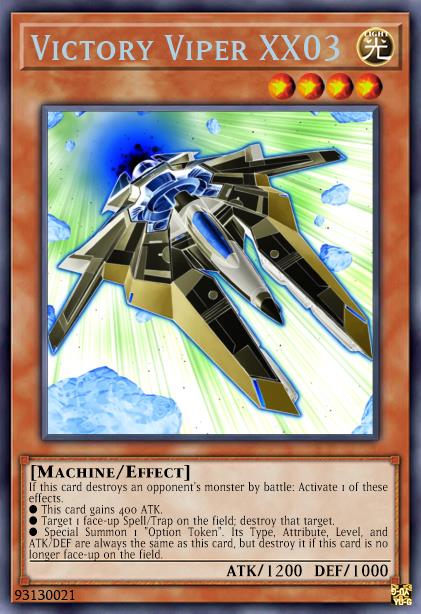 VICTORY VIPER XX03
LIGHT
光
[MACHINE/EFFECT]
If this card destroys an opponent's monster by battle: Activate 1 of these
effects.
● This card gains 400 ATK.
● Target 1 face-up Spell/Trap on the field; destroy that target.
● Special Summon 1 "Option Token". Its Type, Attribute, Level, and
ATK/DEF are always the same as this card, but destroy it if this card is no
longer face-up on the field.
ATK/1200 DEF/1000
93130021